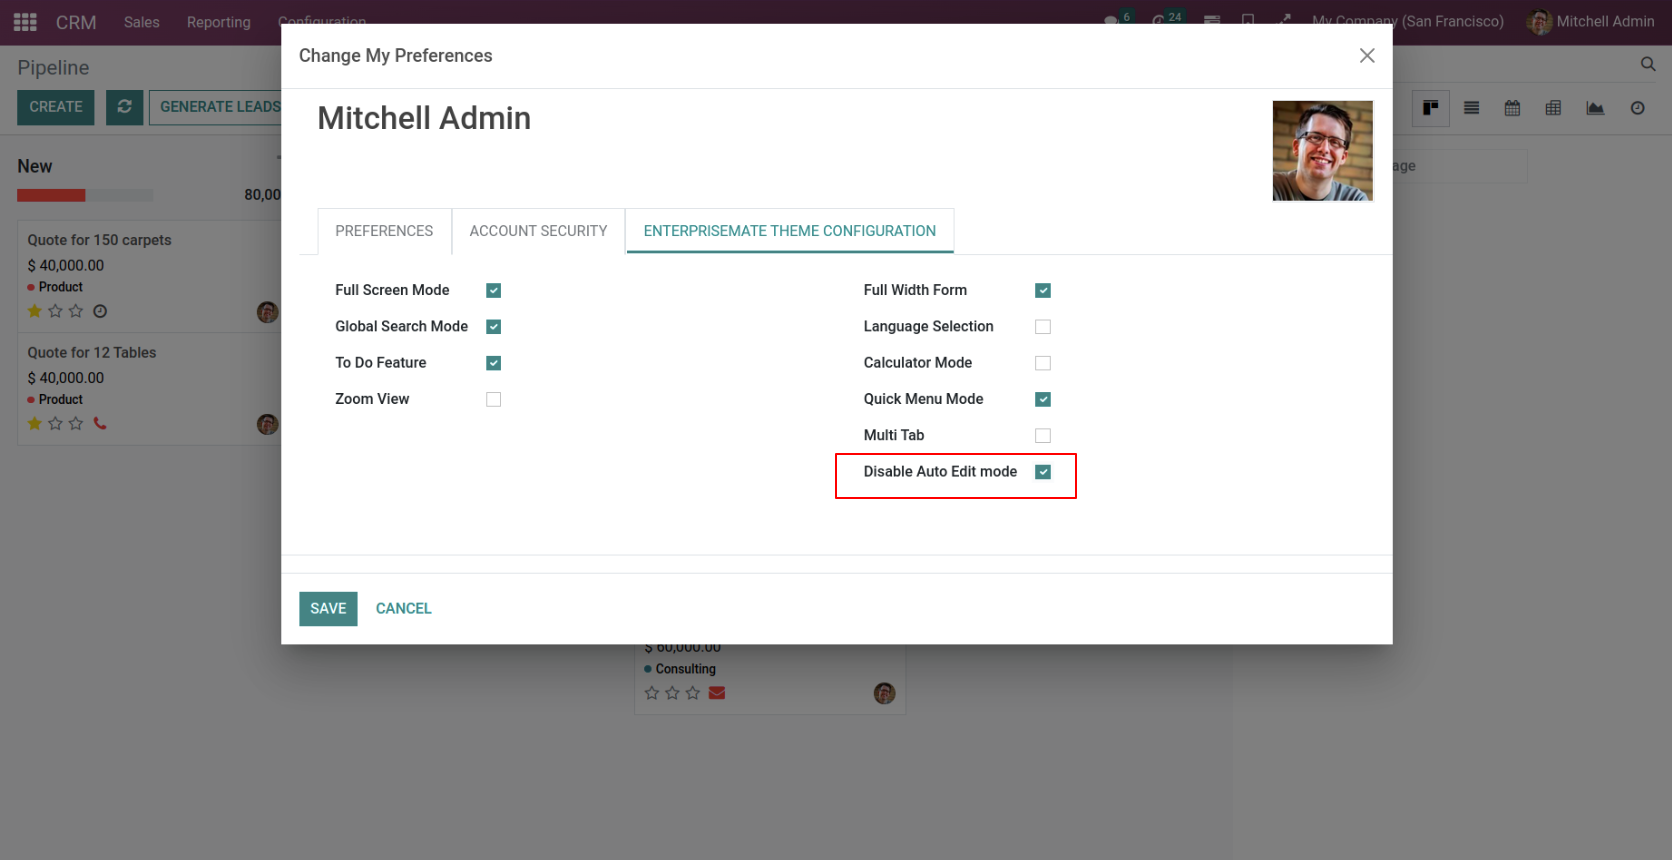 CRM
Sales
Reporting
Configuration
6
24
My Company (San Francisco)
Mitchell Admin
Pipeline
CREATE
GENERATE LEADS
New
80,00
Quote for 150 carpets
$ 40,000.00
Product
Quote for 12 Tables
$ 40,000.00
Product
Change My Preferences
Mitchell Admin
PREFERENCES
ACCOUNT SECURITY
ENTERPRISEMATE THEME CONFIGURATION
Full Screen Mode
Global Search Mode
To Do Feature
Zoom View
Full Width Form
Language Selection
Calculator Mode
Quick Menu Mode
Multi Tab
Disable Auto Edit mode
SAVE
CANCEL
$ 60,000.00
Consulting